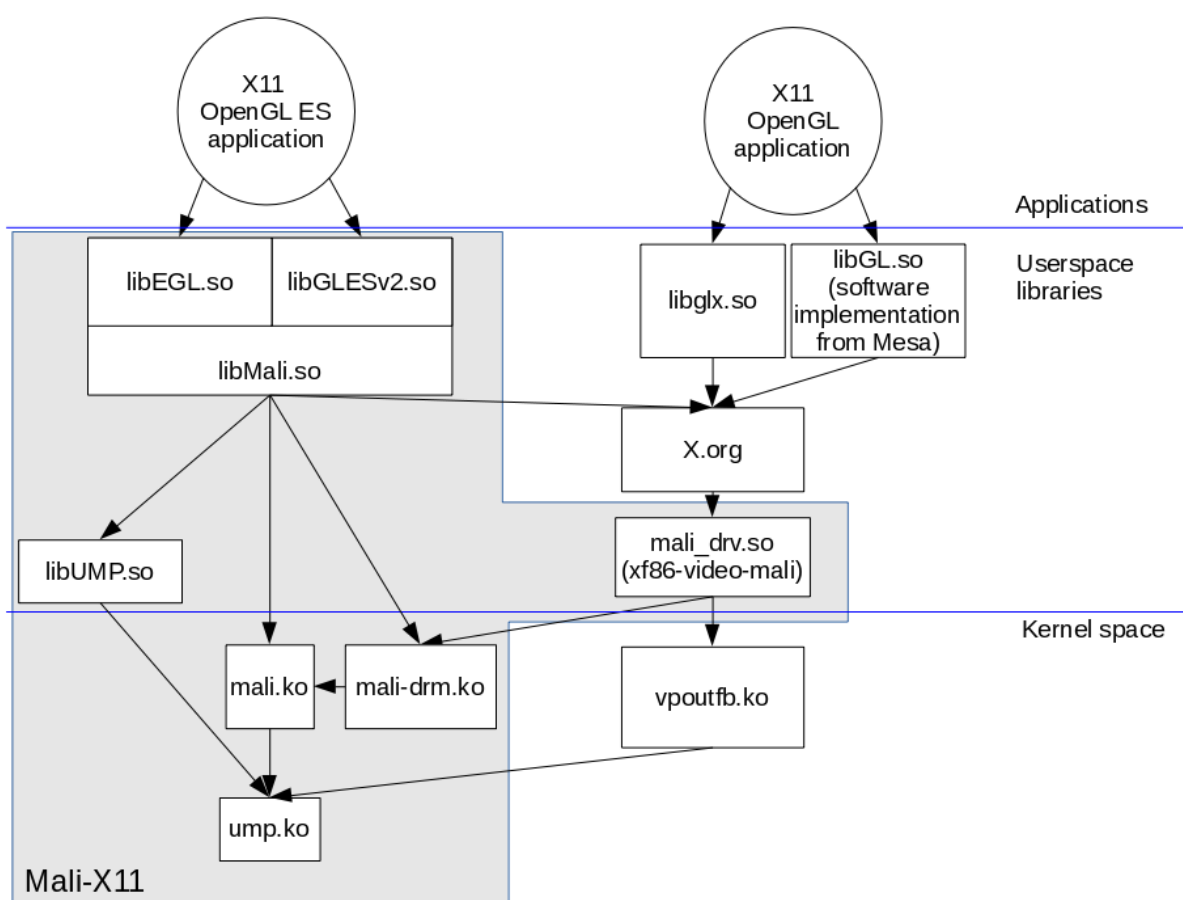 X11
OpenGL ES
application
X11
OpenGL
application
Applications
libEGL.so
libGLESv2.so
libMali.so
libglx.so
libGL.so
(software
implementation
from Mesa)
Userspace
libraries
X.org
mali_drv.so
(xf86-video-mali)
libUMP.so
Kernel space
mali.ko
mali-drm.ko
vpoutfb.ko
ump.ko
Mali-X11